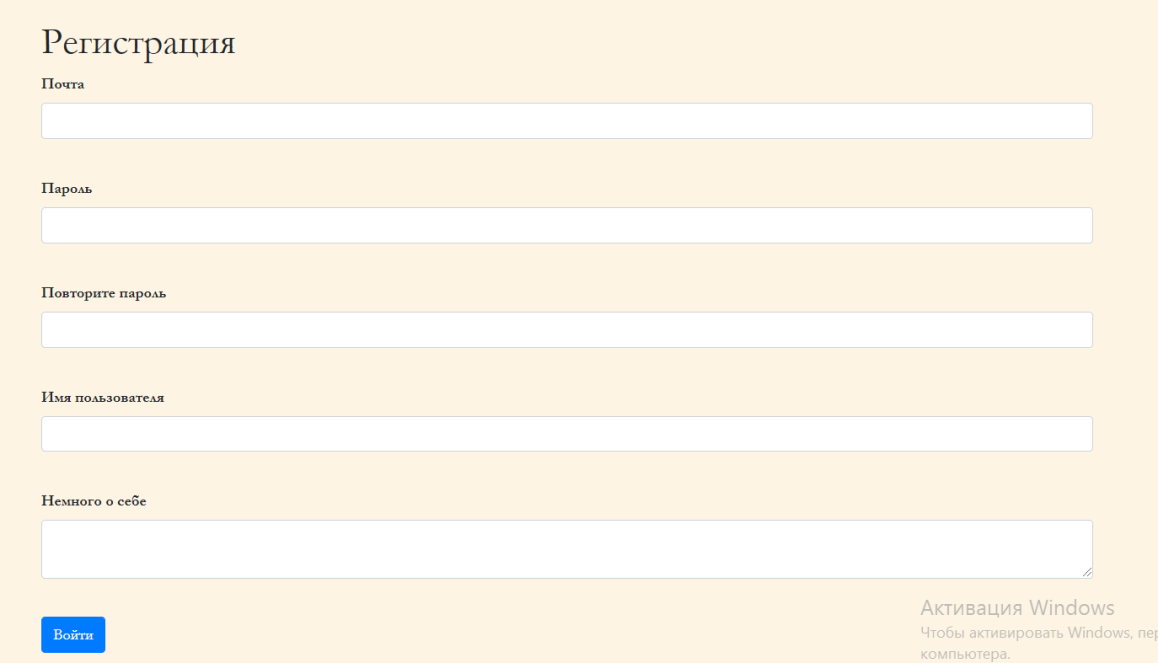 Регистрация
Почта
Пароль
Повторите пароль
Имя пользователя
Немного о себе
Войти
Активация Windows
Чтобы активировать Windows,
компьютера.